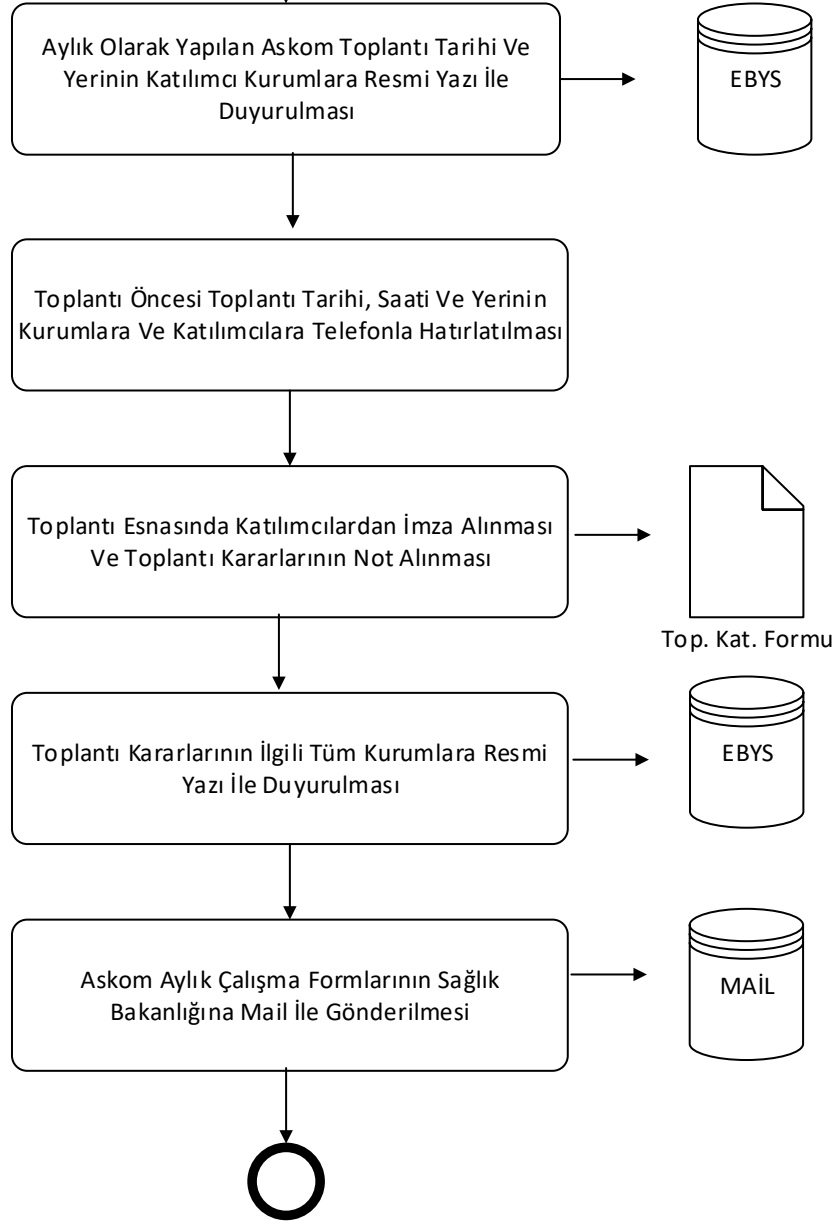 Aylık Olarak Yapılan Askom Toplantı Tarihi Ve
Yerinin Katılımcı Kurumlara Resmi Yazı İle
Duyurulması
EBYS
Toplantı Öncesi Toplantı Tarihi, Saati Ve Yerinin
Kurumlara Ve Katılımcılara Telefonla Hatırlatılması
Toplantı Esnasında Katılımcılardan İmza Alınması
Ve Toplantı Kararlarının Not Alınması
Top. Kat. Formu
Toplantı Kararlarının İlgili Tüm Kurumlara Resmi
Yazı İle Duyurulması
EBYS
Askom Aylık Çalışma Formlarının Sağlık
Bakanlığına Mail İle Gönderilmesi
MAİL